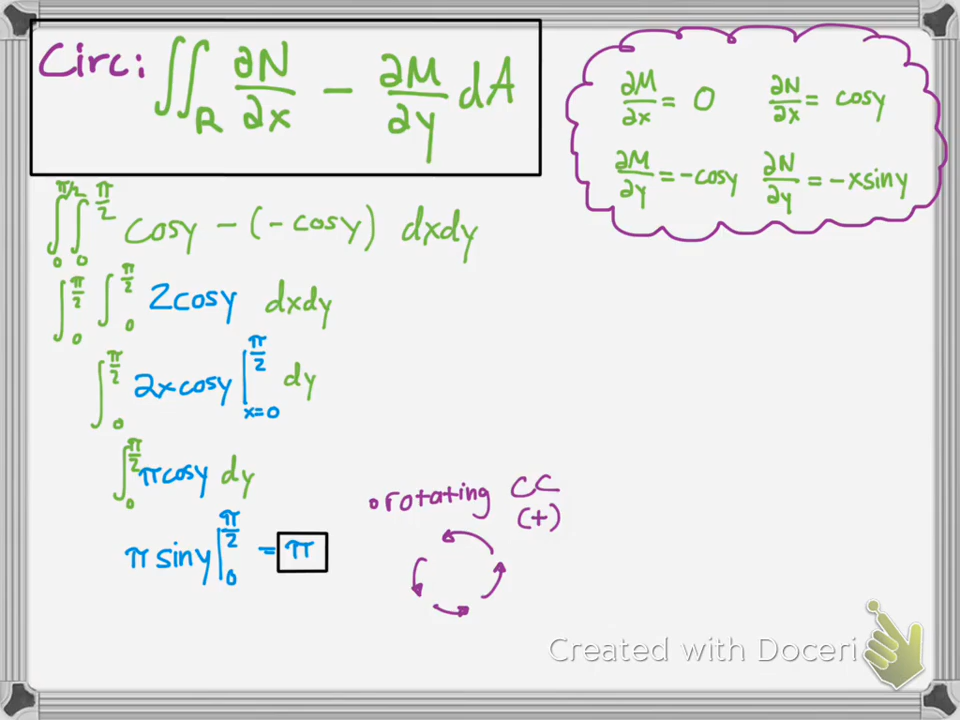 Circ: ∬_R ∂N/∂x − ∂M/∂y dA
∂M/∂x = 0 ∂N/∂x = cosy
∂M/∂y = -cosy ∂N/∂y = -xsiny
∫_0^{π/2} ∫_0^{π/2} cosy − (-cosy) dxdy
∫_0^{π/2} ∫_0^{π/2} 2cosy dxdy
∫_0^{π/2} 2xcosy |_{x=0}^{π/2} dy
∫_0^{π/2} πcosy dy
π siny |_0^{π/2} = π
•rotating CC
(+)
Created with Doceri